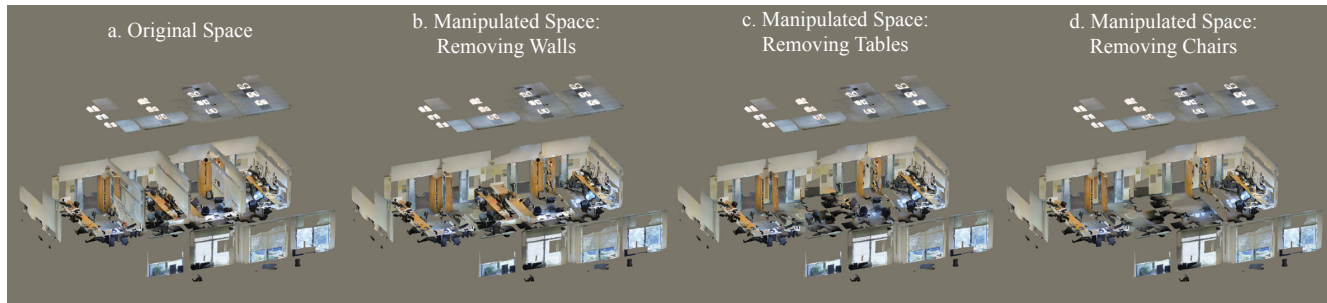 a. Original Space
b. Manipulated Space:
Removing Walls
c. Manipulated Space:
Removing Tables
d. Manipulated Space:
Removing Chairs